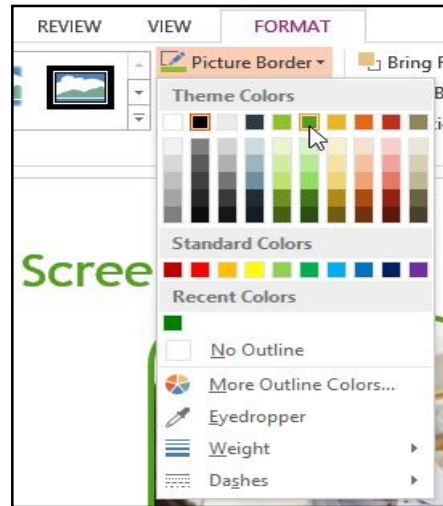 REVIEW VIEW FORMAT
Picture Border
Bring F
Theme Colors
B
Standard Colors
Scree
Recent Colors
No Outline
More Outline Colors...
Eyedropper
Weight
Dashes